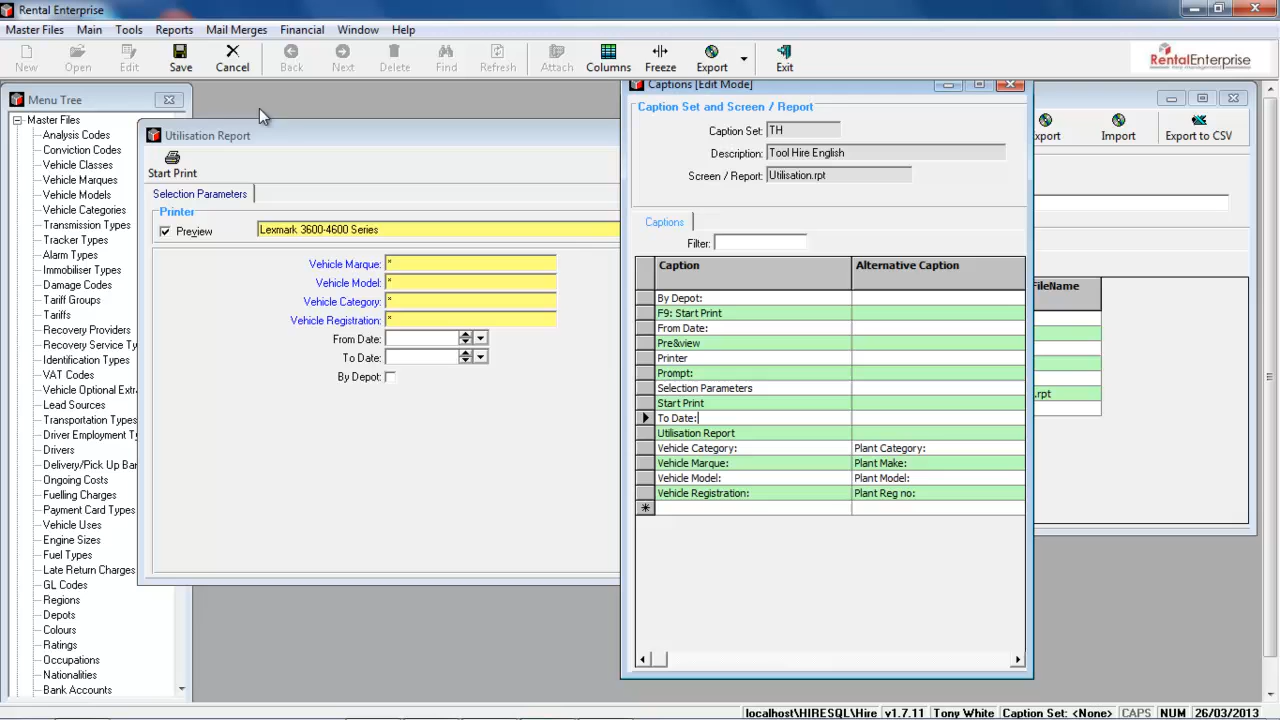 Rental Enterprise
Master Files Main Tools Reports Mail Merges Financial Window Help
New Open Edit Save Cancel Back Next Delete Find Refresh Attach Columns Freeze Export Exit
RentalEnterprise
Menu Tree
Master Files
Analysis Codes
Conviction Codes
Vehicle Classes
Vehicle Marques
Vehicle Models
Vehicle Categories
Transmission Types
Tracker Types
Alarm Types
Immobiliser Types
Damage Codes
Tariff Groups
Tariffs
Recovery Providers
Recovery Service Ty
Identification Types
VAT Codes
Vehicle Optional Extra
Lead Sources
Transportation Types
Driver Employment Ty
Drivers
Delivery/Pick Up Ban
Ongoing Costs
Fuelling Charges
Payment Card Types
Vehicle Uses
Engine Sizes
Fuel Types
Late Return Charges
GL Codes
Regions
Depots
Colours
Ratings
Occupations
Nationalities
Bank Accounts
Utilisation Report
Start Print
Selection Parameters
Printer
Preview Lexmark 3600-4600 Series
Vehicle Marque: *
Vehicle Model: *
Vehicle Category: *
Vehicle Registration: *
From Date:
To Date:
By Depot:
Captions [Edit Mode]
Caption Set and Screen / Report
Caption Set: TH
Description: Tool Hire English
Screen / Report: Utilisation.rpt
Captions
Filter:
Caption Alternative Caption
By Depot:
F9: Start Print
From Date:
Pre&view
Printer
Prompt:
Selection Parameters
Start Print
To Date:
Utilisation Report
Vehicle Category: Plant Category:
Vehicle Marque: Plant Make:
Vehicle Model: Plant Model:
Vehicle Registration: Plant Reg no:
xport Import Export to CSV
FileName
.rpt
localhost\HIRESQL\Hire v1.7.11 Tony White Caption Set: <None> CAPS NUM 26/03/2013